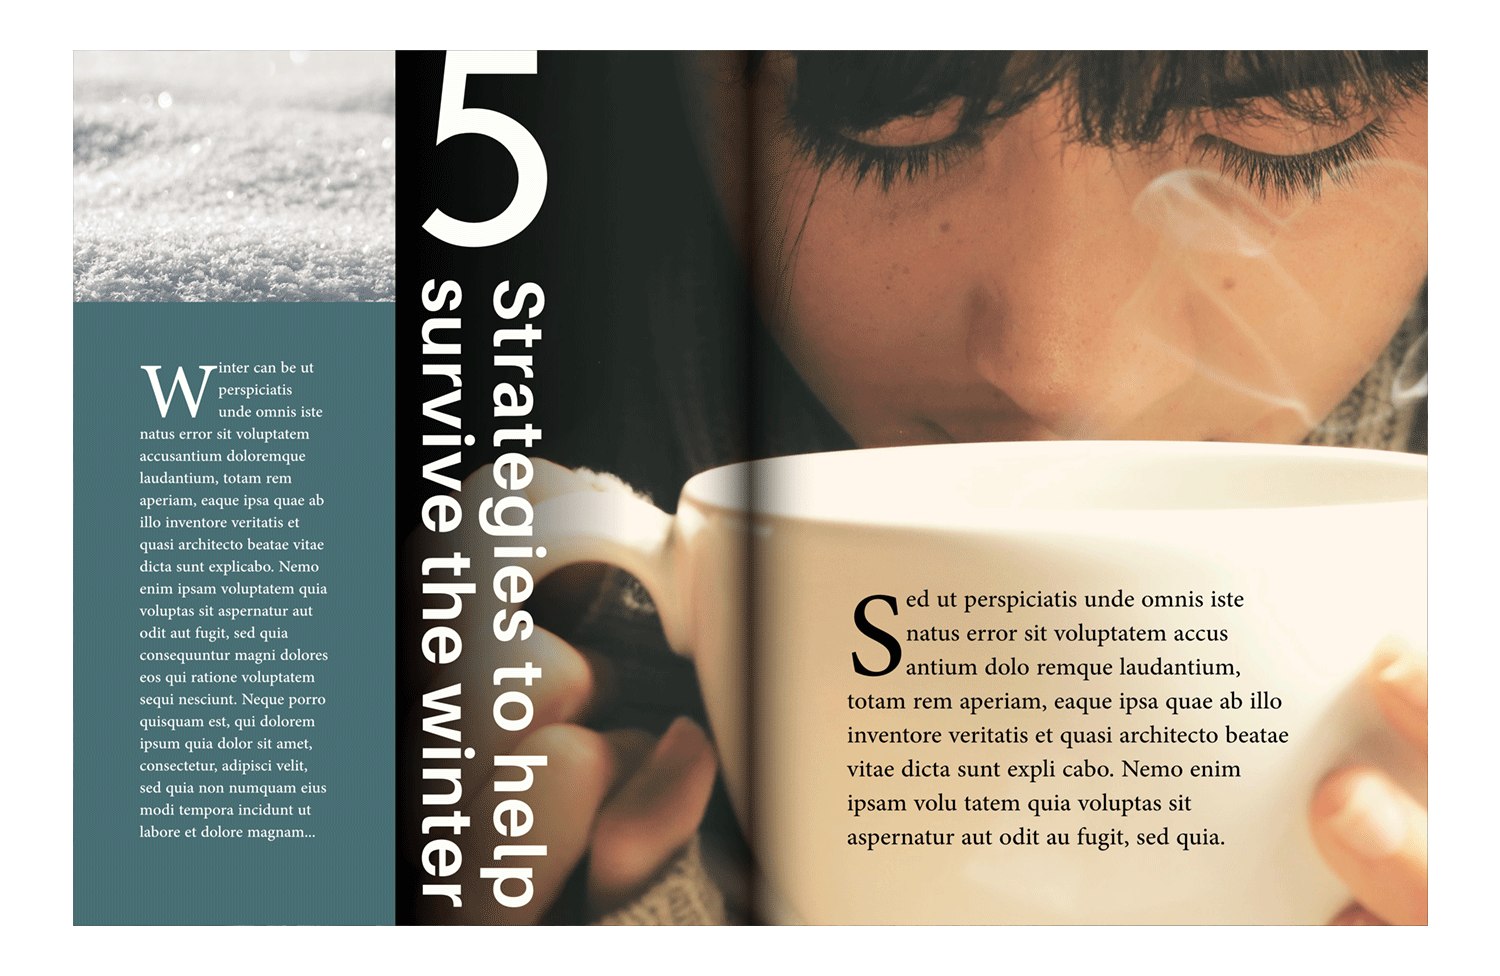 5
Strategies to help
survive the winter
Winter can be ut
perspiciatis
unde omnis iste
natus error sit voluptatem
accusantium doloremque
laudantium, totam rem
aperiam, eaque ipsa quae ab
illo inventore veritatis et
quasi architecto beatae vitae
dicta sunt explicabo. Nemo
enim ipsam voluptatem quia
voluptas sit aspernatur aut
odit aut fugit, sed quia
consequuntur magni dolores
eos qui ratione voluptatem
sequi nesciunt. Neque porro
quisquam est, qui dolorem
ipsum quia dolor sit amet,
consectetur, adipisci velit,
sed quia non numquam eius
modi tempora incidunt ut
labore et dolore magnam...
Sed ut perspiciatis unde omnis iste
natus error sit voluptatem accus
antium dolo remque laudantium,
totam rem aperiam, eaque ipsa quae ab illo
inventore veritatis et quasi architecto beatae
vitae dicta sunt expli cabo. Nemo enim
ipsam volu tatem quia voluptas sit
aspernatur aut odit au fugit, sed quia.